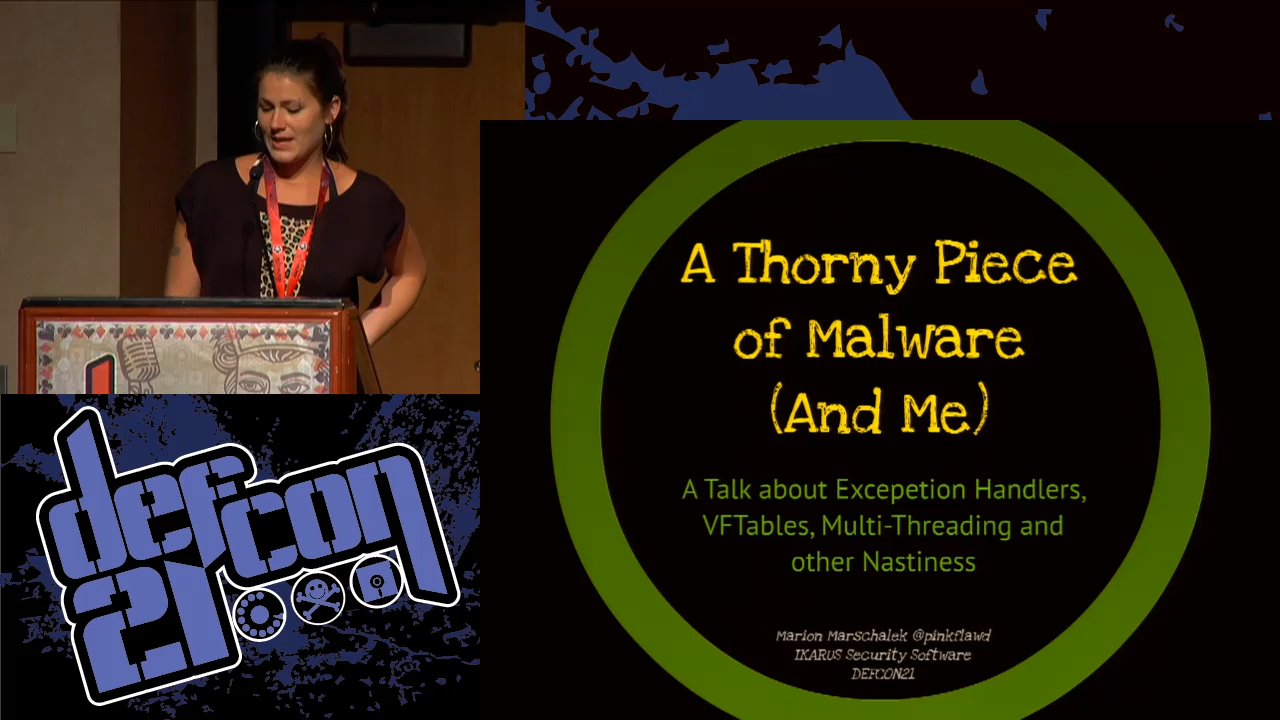 A Thorny Piece
of Malware
(And Me)
A Talk about Excepetion Handlers,
VFTables, Multi-Threading and
other Nastiness
Marion Marschalek @pinkflawd
IKARUS Security Software
DEFCON21
defcon
21